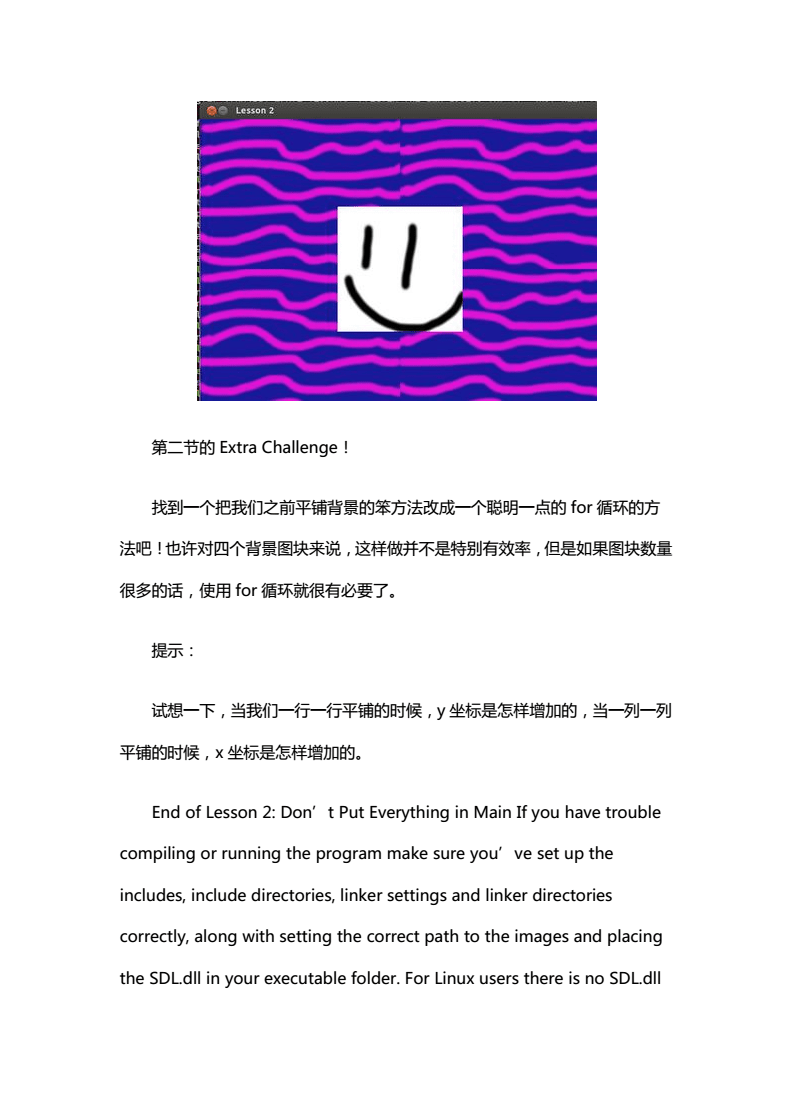 Lesson 2
第二节的 Extra Challenge！
找到一个把我们之前平铺背景的笨方法改成一个聪明一点的 for 循环的方
法吧！也许对四个背景图块来说，这样做并不是特别有效率，但是如果图块数量
很多的话，使用 for 循环就很有必要了。
提示：
试想一下，当我们一行一行平铺的时候，y 坐标是怎样增加的，当一列一列
平铺的时候，x 坐标是怎样增加的。
End of Lesson 2: Don’t Put Everything in Main If you have trouble
compiling or running the program make sure you’ve set up the
includes, include directories, linker settings and linker directories
correctly, along with setting the correct path to the images and placing
the SDL.dll in your executable folder. For Linux users there is no SDL.dll